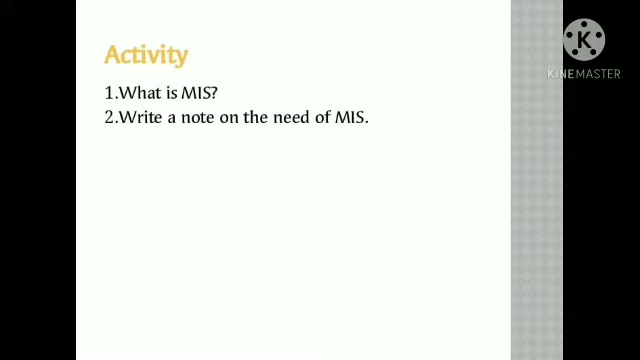 Activity
1.What is MIS?
2.Write a note on the need of MIS.
K
KINEMASTER